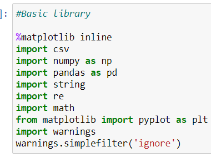 ]: #Basic library
%matplotlib inline
import csv
import numpy as np
import pandas as pd
import string
import re
import math
from matplotlib import pyplot as plt
import warnings
warnings.simplefilter('ignore')